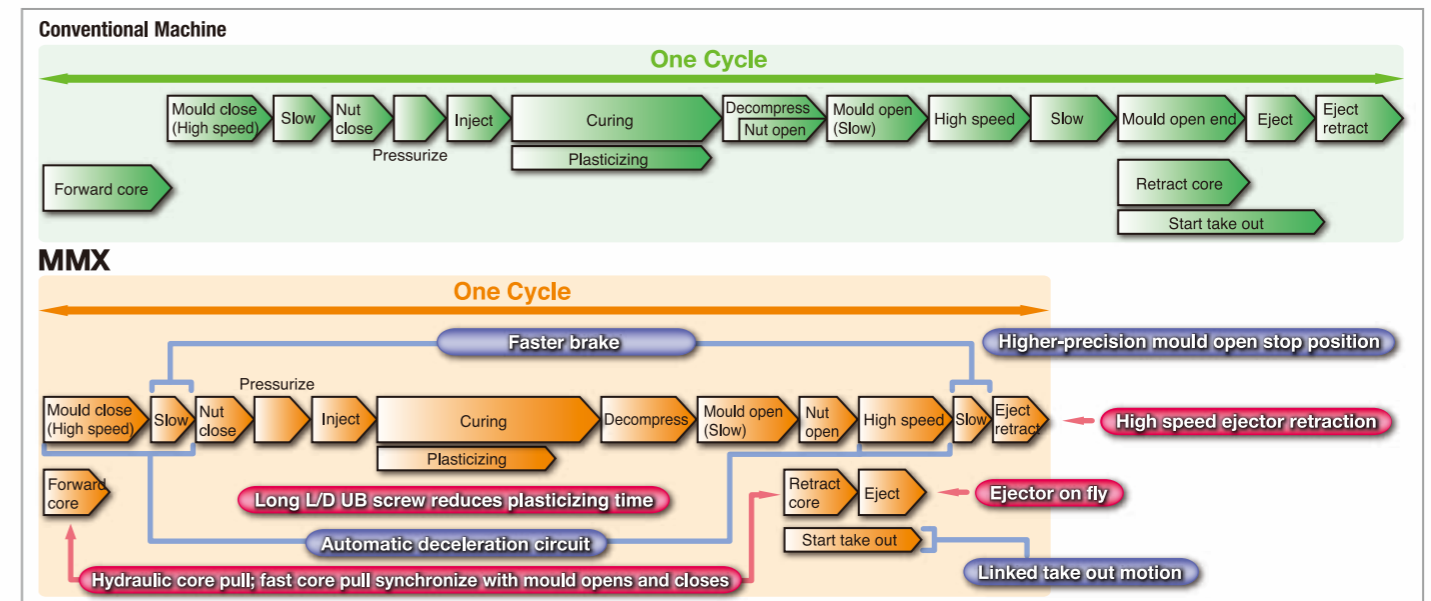 Conventional Machine
One Cycle
Mould close
(High speed)
Slow
Nut
close
Pressurize
Inject
Curing
Plasticizing
Decompress
Nut open
Mould open
(Slow)
High speed
Slow
Mould open end
Eject
Eject
retract
Forward core
Retract core
Start take out
MMX
One Cycle
Faster brake
Higher-precision mould open stop position
Mould close
(High speed)
Slow
Nut
close
Pressurize
Inject
Curing
Plasticizing
Decompress
Mould open
(Slow)
Nut
open
High speed
Slow
Eject
retract
High speed ejector retraction
Forward
core
Long L/D UB screw reduces plasticizing time
Retract
core
Eject
Ejector on fly
Automatic deceleration circuit
Start take out
Linked take out motion
Hydraulic core pull; fast core pull synchronize with mould opens and closes